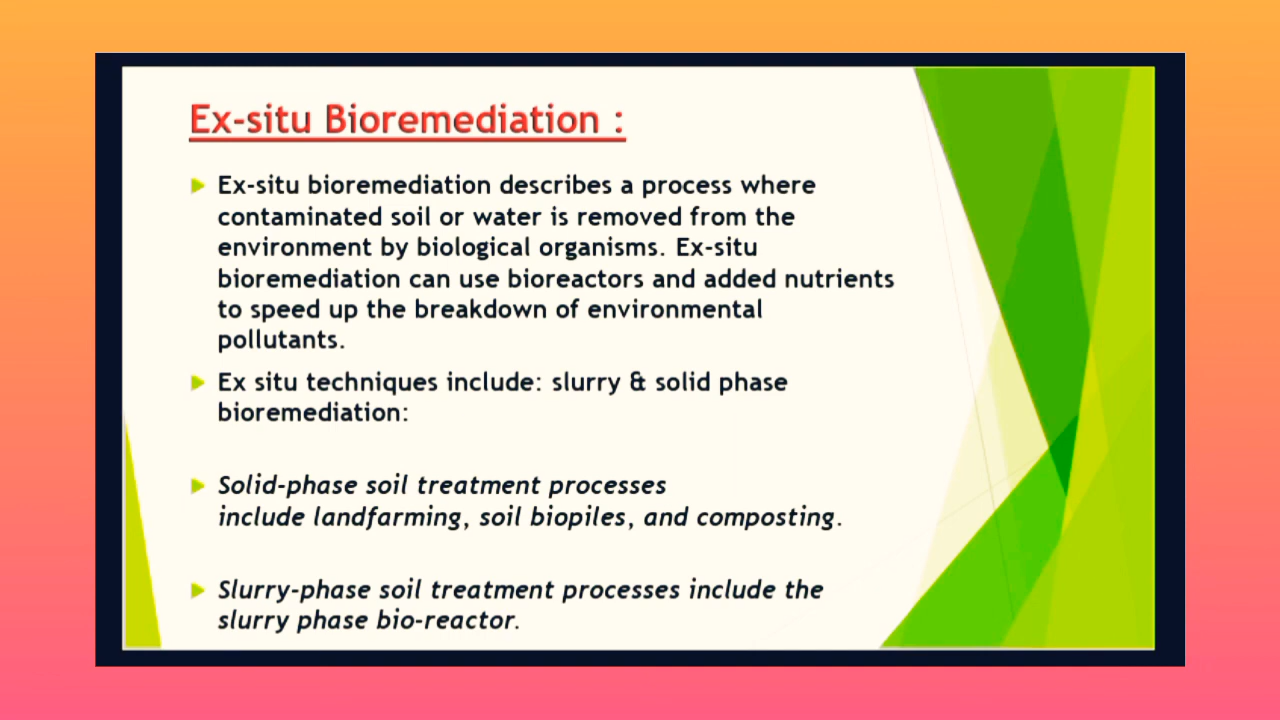 Ex-situ Bioremediation :
Ex-situ bioremediation describes a process where
contaminated soil or water is removed from the
environment by biological organisms. Ex-situ
bioremediation can use bioreactors and added nutrients
to speed up the breakdown of environmental
pollutants.
Ex situ techniques include: slurry & solid phase
bioremediation:
Solid-phase soil treatment processes
include landfarming, soil biopiles, and composting.
Slurry-phase soil treatment processes include the
slurry phase bio-reactor.